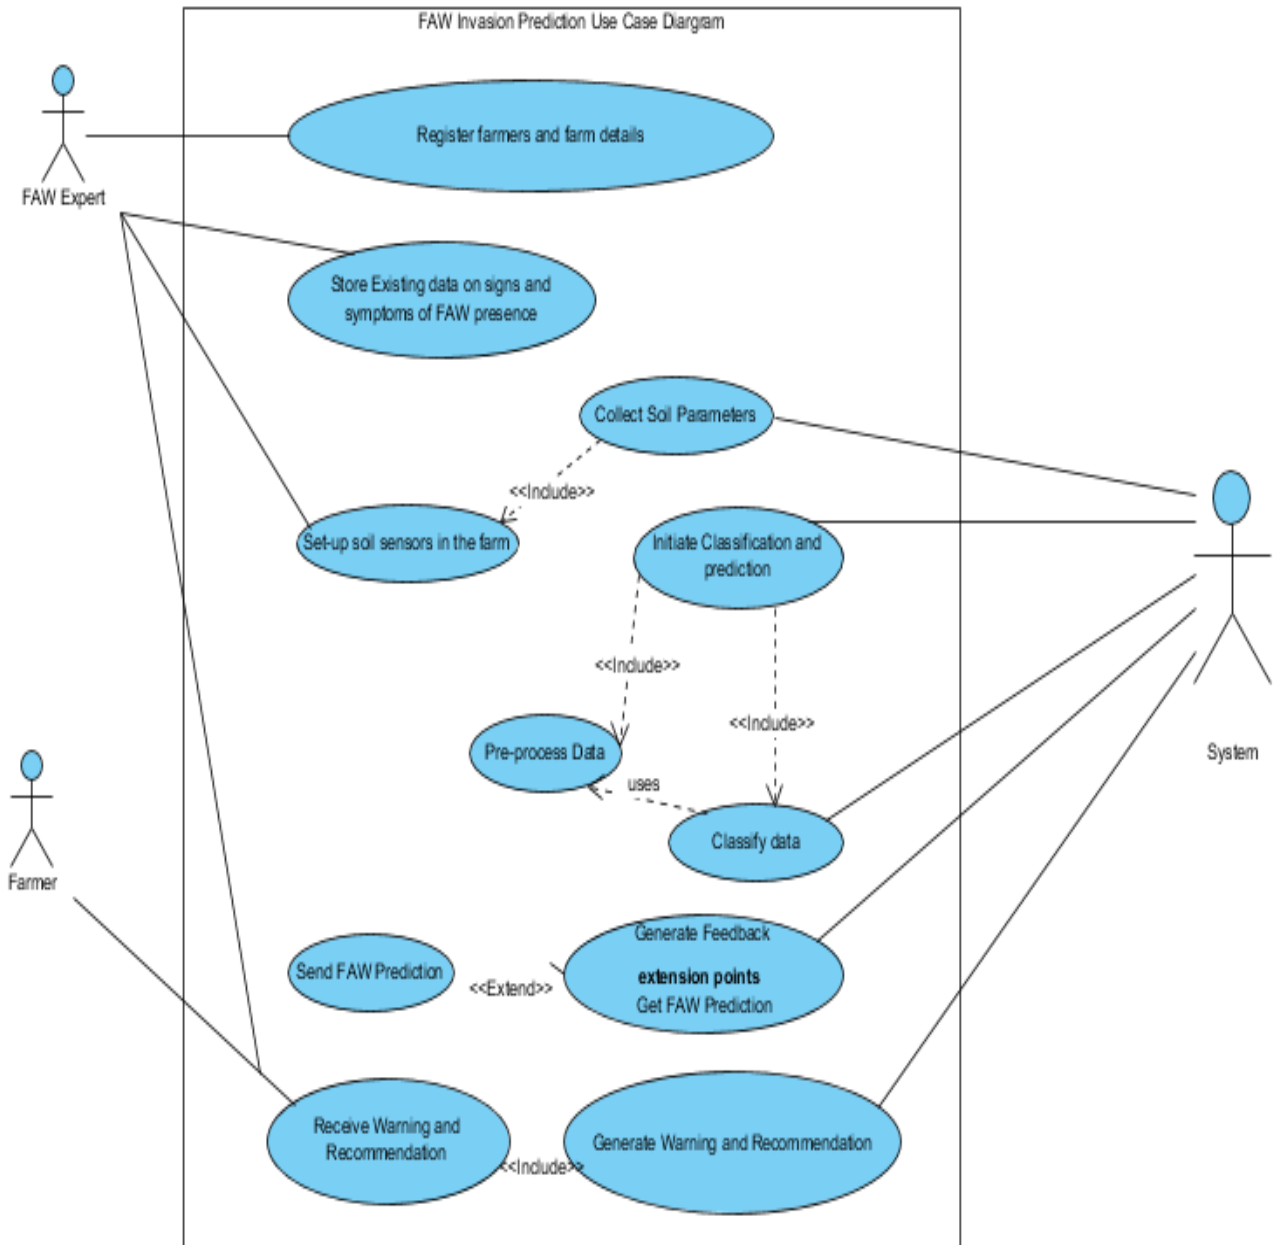 FAW Invasion Prediction Use Case Diargram
Register farmers and farm details
FAW Expert
Store Existing data on signs and
symptoms of FAW presence
Collect Soil Parameters
<<Include>>
Set-up soil sensors in the farm
Initiate Classification and
prediction
<<Include>>
<<Include>>
Pre-process Data
uses
Classify data
System
Farmer
Generate Feedback
extension points
Get FAW Prediction
Send FAW Prediction
<<Extend>>
Receive Warning and
Recommendation
<<Include>>
Generate Warning and Recommendation